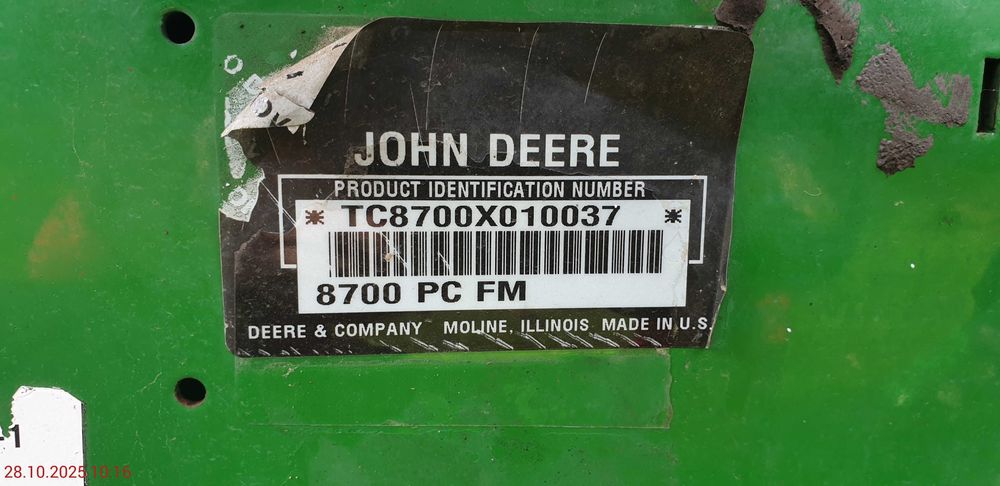 JOHN DEERE
PRODUCT IDENTIFICATION NUMBER
* TC8700X010037 *
8700 PC FM
DEERE & COMPANY MOLINE, ILLINOIS MADE IN U.S.
-1
28.10.2025 10:16